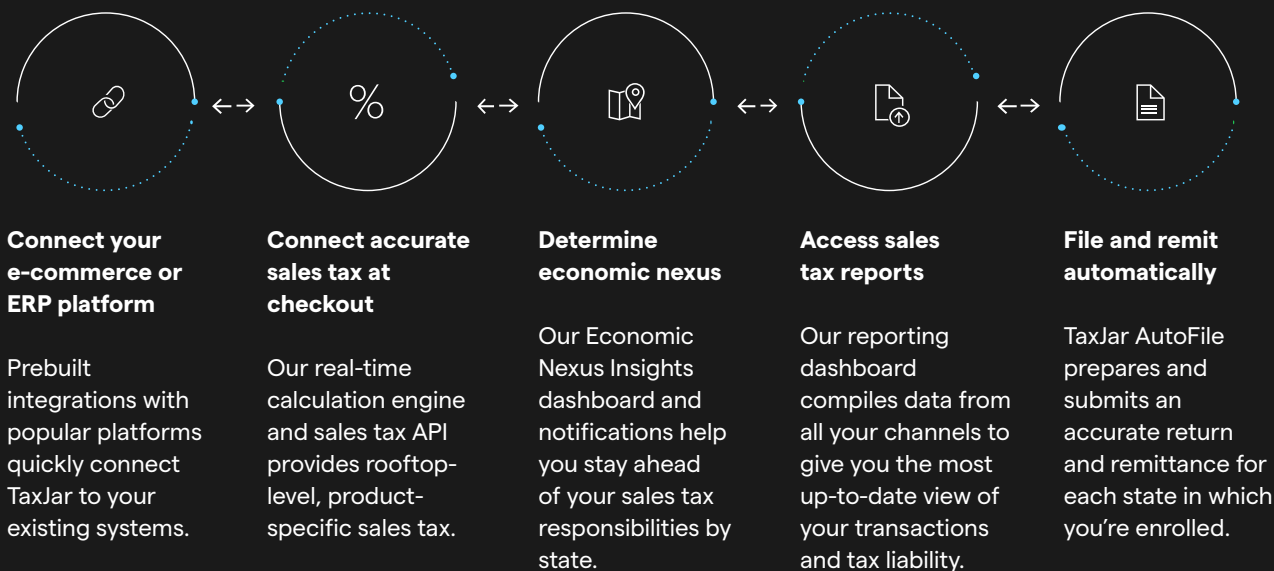 Connect your
e-commerce or
ERP platform
Prebuilt
integrations with
popular platforms
quickly connect
TaxJar to your
existing systems.
Connect accurate
sales tax at
checkout
Our real-time
calculation engine
and sales tax API
provides rooftop-
level, product-
specific sales tax.
Determine
economic nexus
Our Economic
Nexus Insights
dashboard and
notifications help
you stay ahead
of your sales tax
responsibilities by
state.
Access sales
tax reports
Our reporting
dashboard
compiles data from
all your channels to
give you the most
up-to-date view of
your transactions
and tax liability.
File and remit
automatically
TaxJar AutoFile
prepares and
submits an
accurate return
and remittance for
each state in which
you’re enrolled.